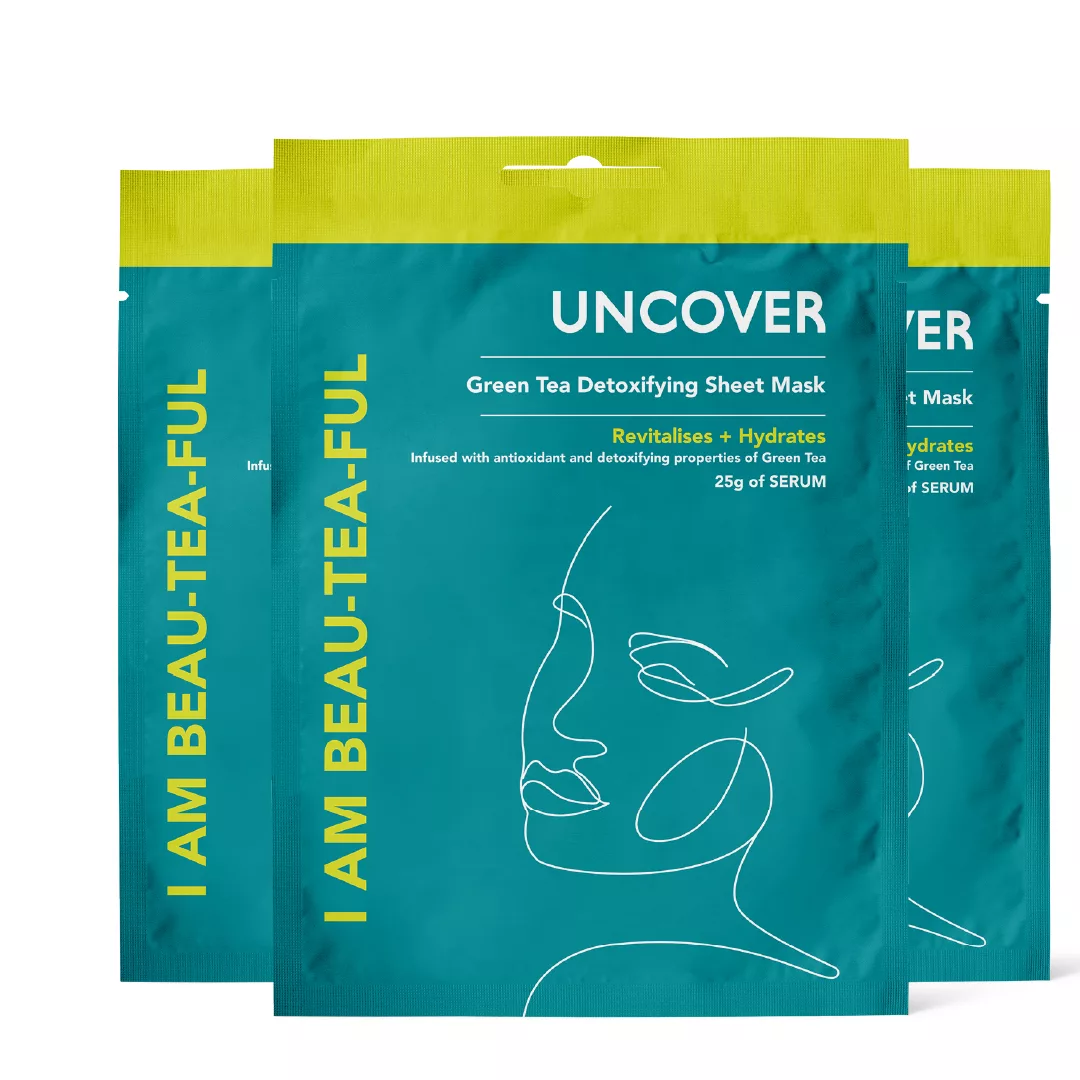 UNCOVER
Green Tea Detoxifying Sheet Mask
Revitalises + Hydrates
Infused with antioxidant and detoxifying properties of Green Tea
25g of SERUM
I AM BEAU-TEA-FUL
I AM BEAU-TEA-FUL
Infus
VER
et Mask
ydrates
f Green Tea
of SERUM